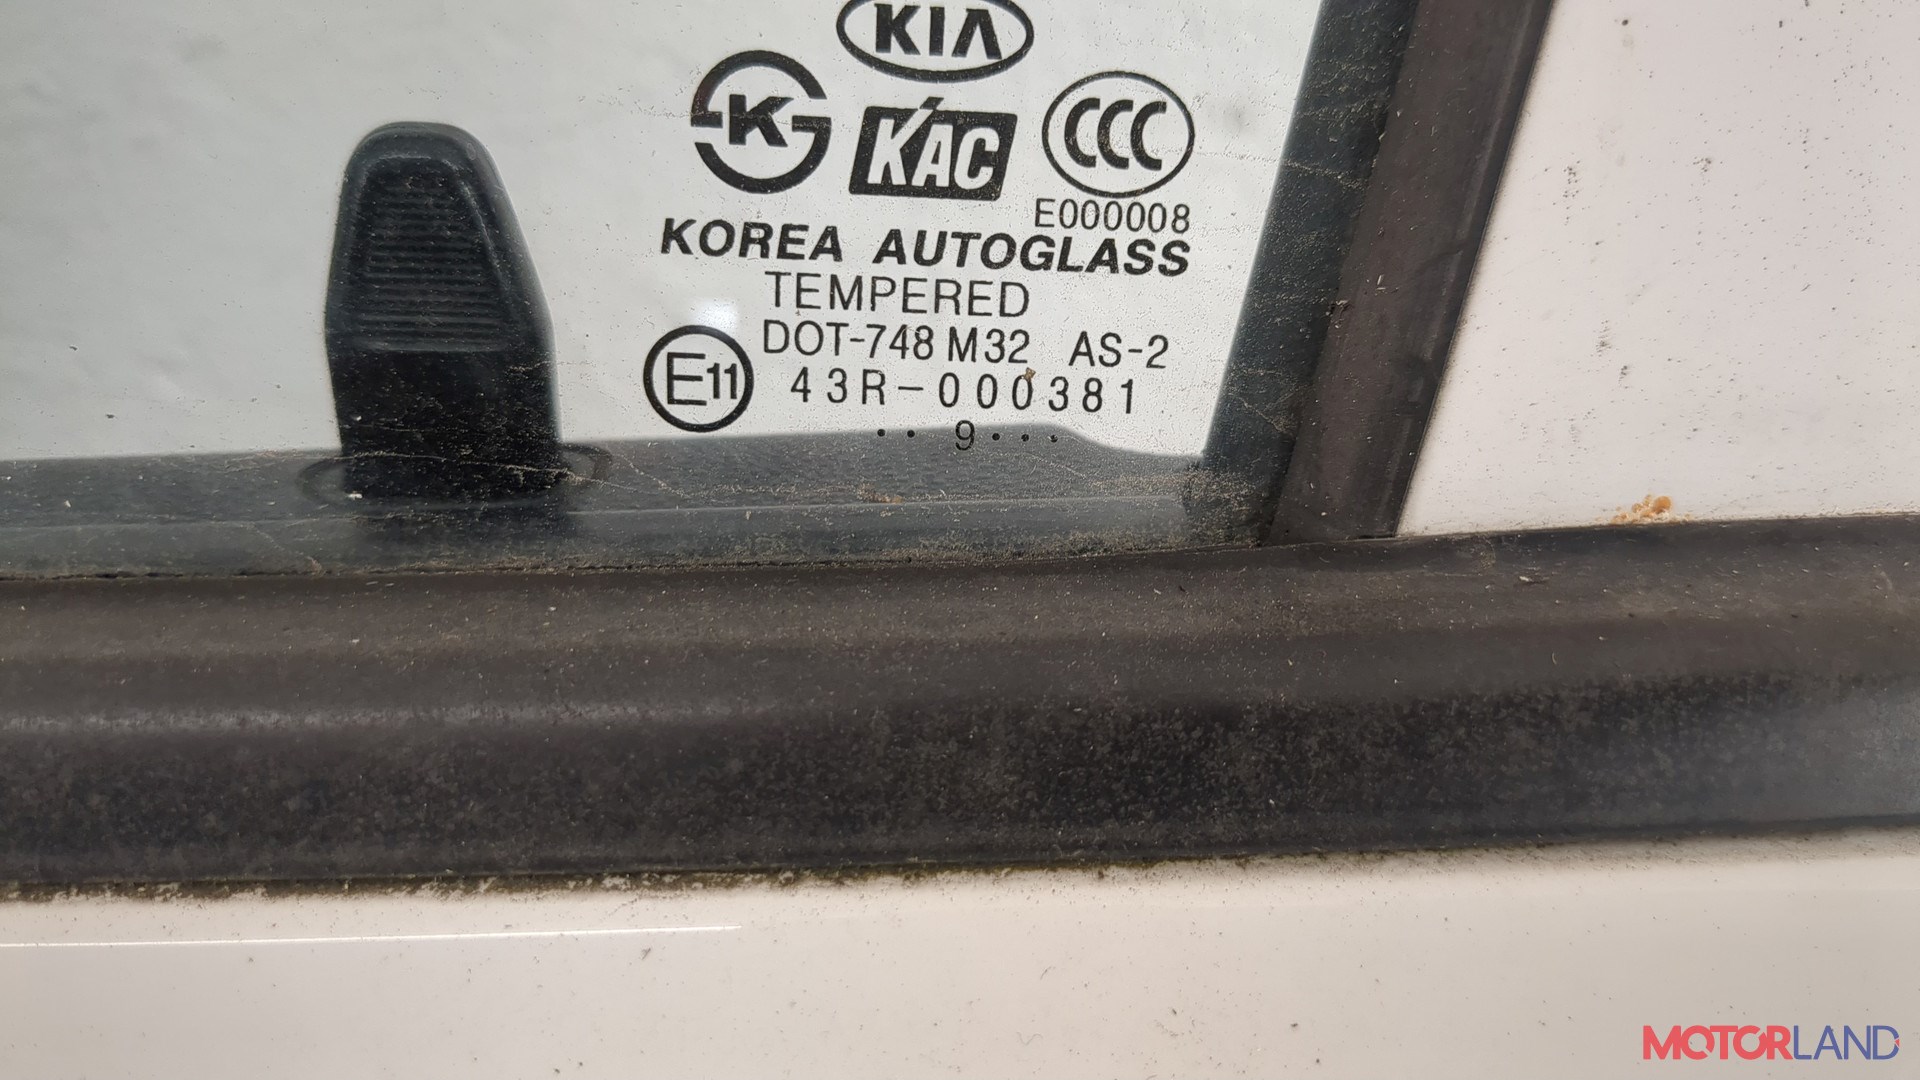 KIA
K
KAC
CCC
E000008
KOREA AUTOGLASS
TEMPERED
DOT-748 M32 AS-2
E11
43R-000381
•• 9•••
MOTORLAND